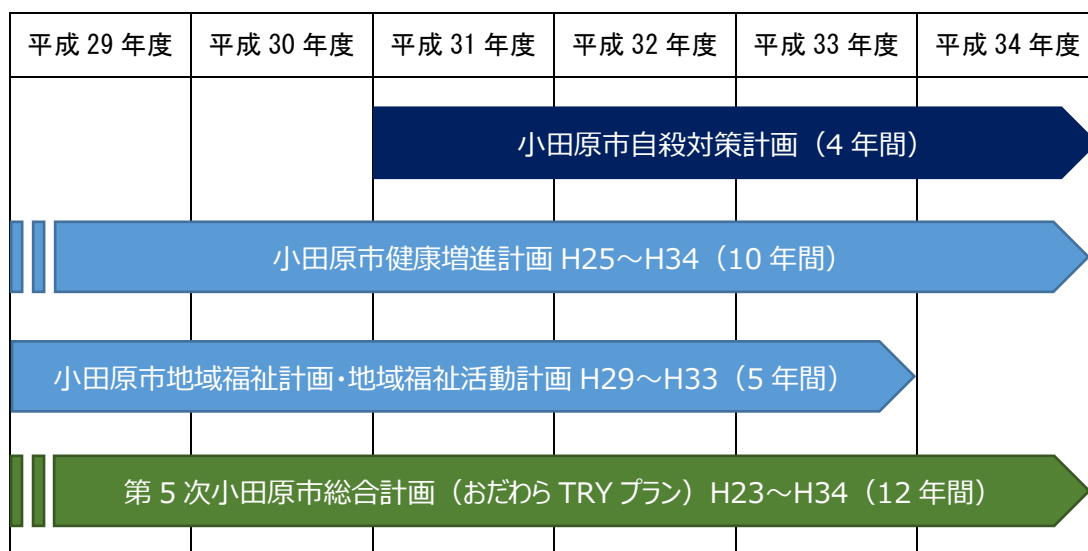 平成 29 年度 平成 30 年度 平成 31 年度 平成 32 年度 平成 33 年度 平成 34 年度
小田原市自殺対策計画（4 年間）
小田原市健康増進計画 H25～H34（10 年間）
小田原市地域福祉計画・地域福祉活動計画 H29～H33（5 年間）
第 5 次小田原市総合計画（おだわら TRY プラン）H23～H34（12 年間）